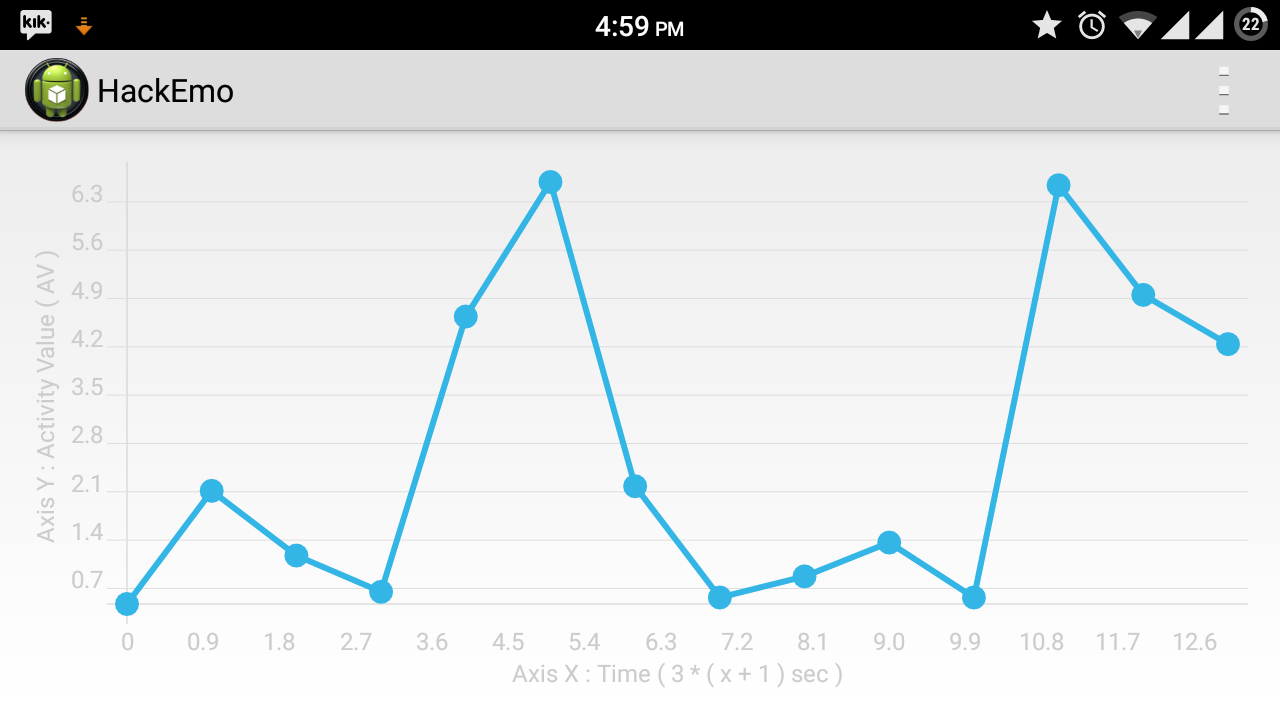 kik·
4:59 PM
22
HackEmo
Axis Y : Activity Value ( AV )
6.3
5.6
4.9
4.2
3.5
2.8
2.1
1.4
0.7
0 0.9 1.8 2.7 3.6 4.5 5.4 6.3 7.2 8.1 9.0 9.9 10.8 11.7 12.6
Axis X : Time ( 3 * ( x + 1 ) sec )